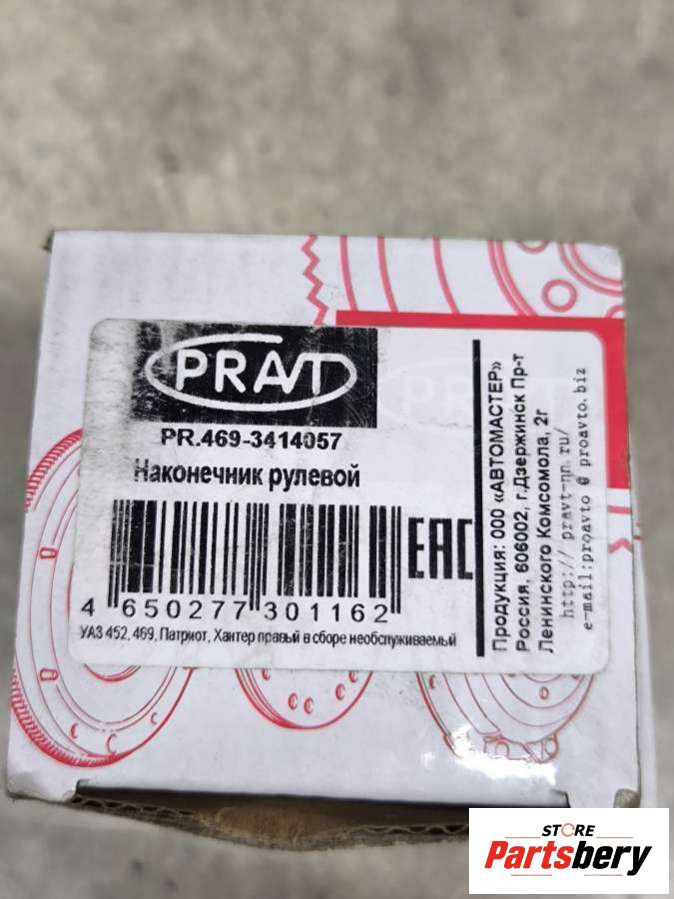 PRAVT
PR.469-3414057
Наконечник рулевой
EAC
4 650277 301162
УАЗ 452, 469, Патриот, Хантер правый в сборе необслуживаемый
Продукция: ООО «АВТОМАСТЕР»
Россия, 606002, г.Дзержинск Пр-т
Ленинского Комсомола, 2г
http:// pravt-nn.ru/
e-mail:proavto @ proavto.biz
STORE
Partsbery